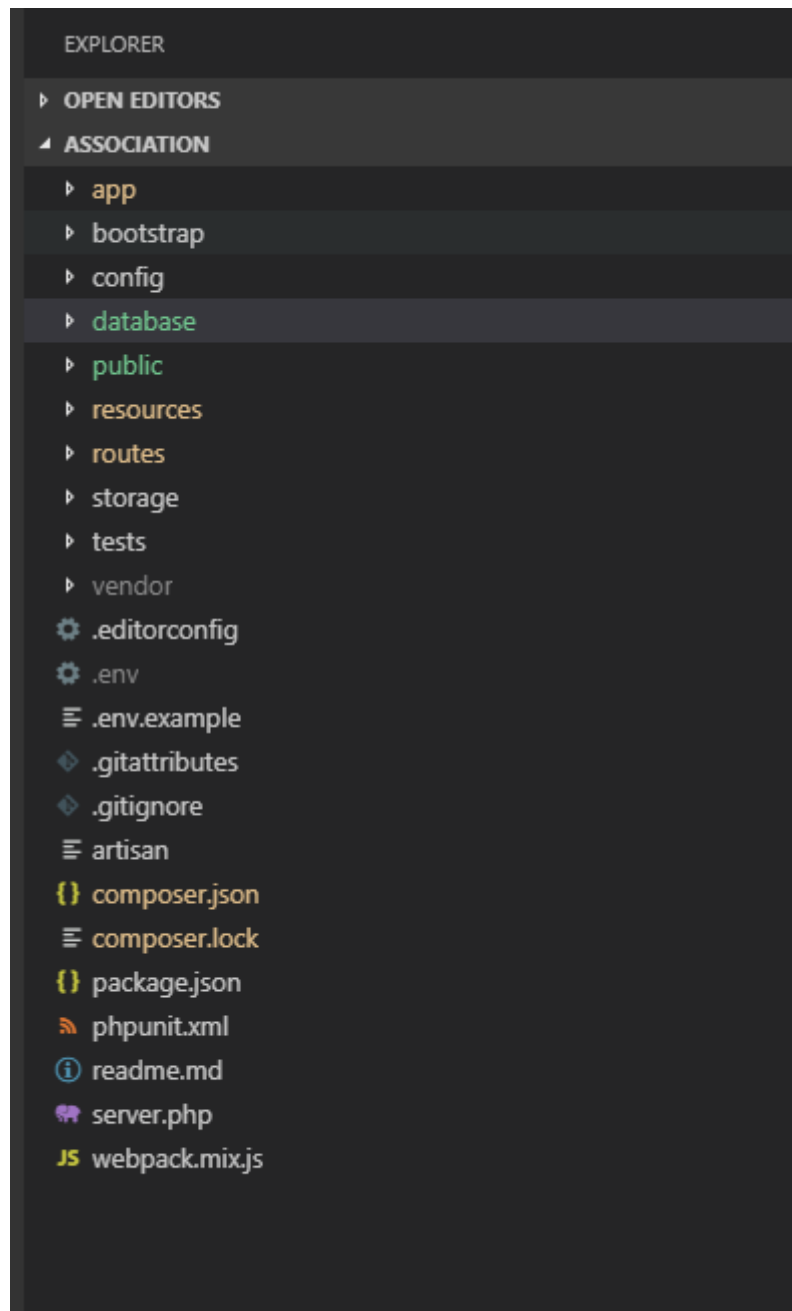 EXPLORER
OPEN EDITORS
ASSOCIATION
app
bootstrap
config
database
public
resources
routes
storage
tests
vendor
.editorconfig
.env
.env.example
.gitattributes
.gitignore
artisan
{} composer.json
composer.lock
{} package.json
phpunit.xml
readme.md
server.php
JS webpack.mix.js